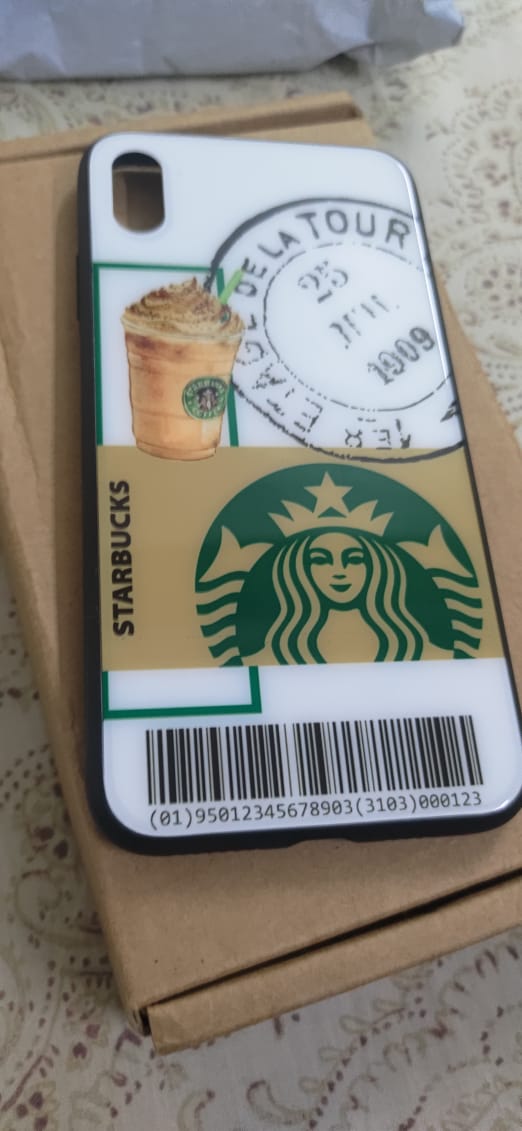 DE LA TOUR
25
1909
STARBUCKS
(01)95012345678903(3103)000123